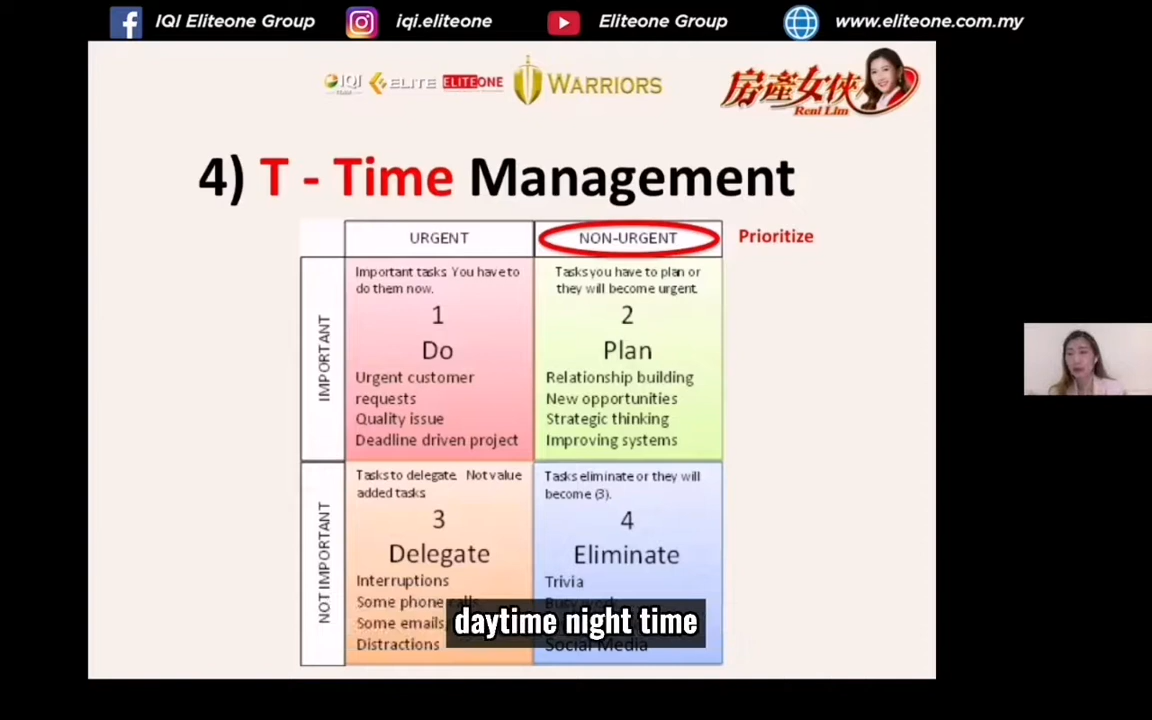 IQI Eliteone Group
iqi.eliteone
Eliteone Group
www.eliteone.com.my
IQI
ELITE
ELITEONE
WARRIORS
房產女俠
Real Lim
4) T - Time Management
URGENT
NON-URGENT
Prioritize
IMPORTANT
Important tasks. You have to
do them now.
1
Do
Urgent customer
requests
Quality issue
Deadline driven project
Tasks you have to plan or
they will become urgent.
2
Plan
Relationship building
New opportunities
Strategic thinking
Improving systems
NOT IMPORTANT
Tasks to delegate. Not value
added tasks
3
Delegate
Interruptions
Some phone calls
Some emails
Distractions
Tasks eliminate or they will
become (3).
4
Eliminate
Trivia
Social Media
daytime night time